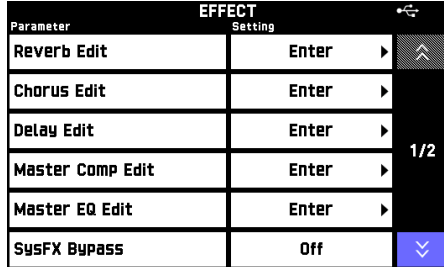 EFFECT
Parameter Setting
Reverb Edit Enter
Chorus Edit Enter
Delay Edit Enter
1/2
Master Comp Edit Enter
Master EQ Edit Enter
SysFX Bypass Off